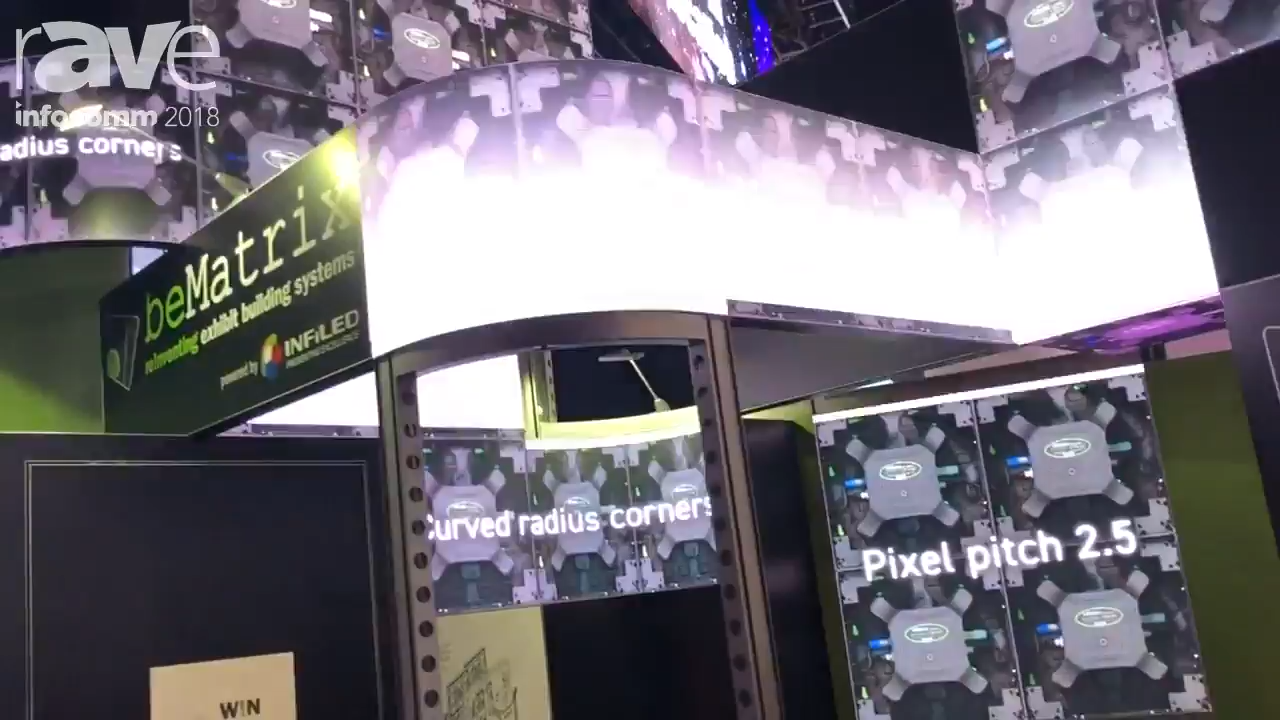 rAVe
infocomm 2018
adius corners
beMatrix
reinventing exhibit building systems
powered by INFiLED
Curved radius corners
Pixel pitch 2.5
WIN